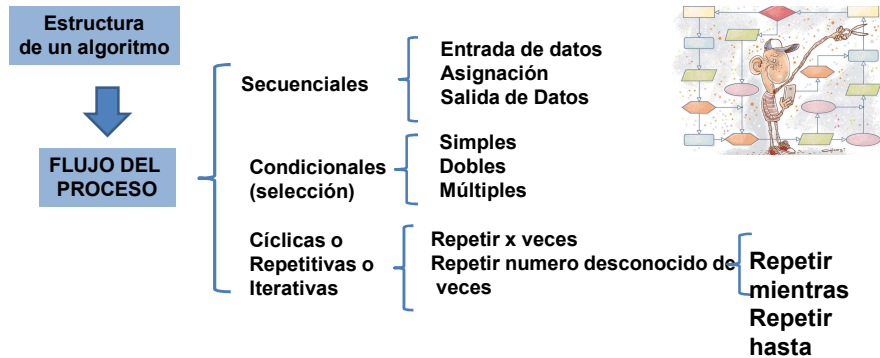 Estructura
de un algoritmo
FLUJO DEL
PROCESO
Secuenciales
Entrada de datos
Asignación
Salida de Datos
Condicionales
(selección)
Simples
Dobles
Múltiples
Cíclicas o
Repetitivas o
Iterativas
Repetir x veces
Repetir numero desconocido de
veces
Repetir
mientras
Repetir
hasta